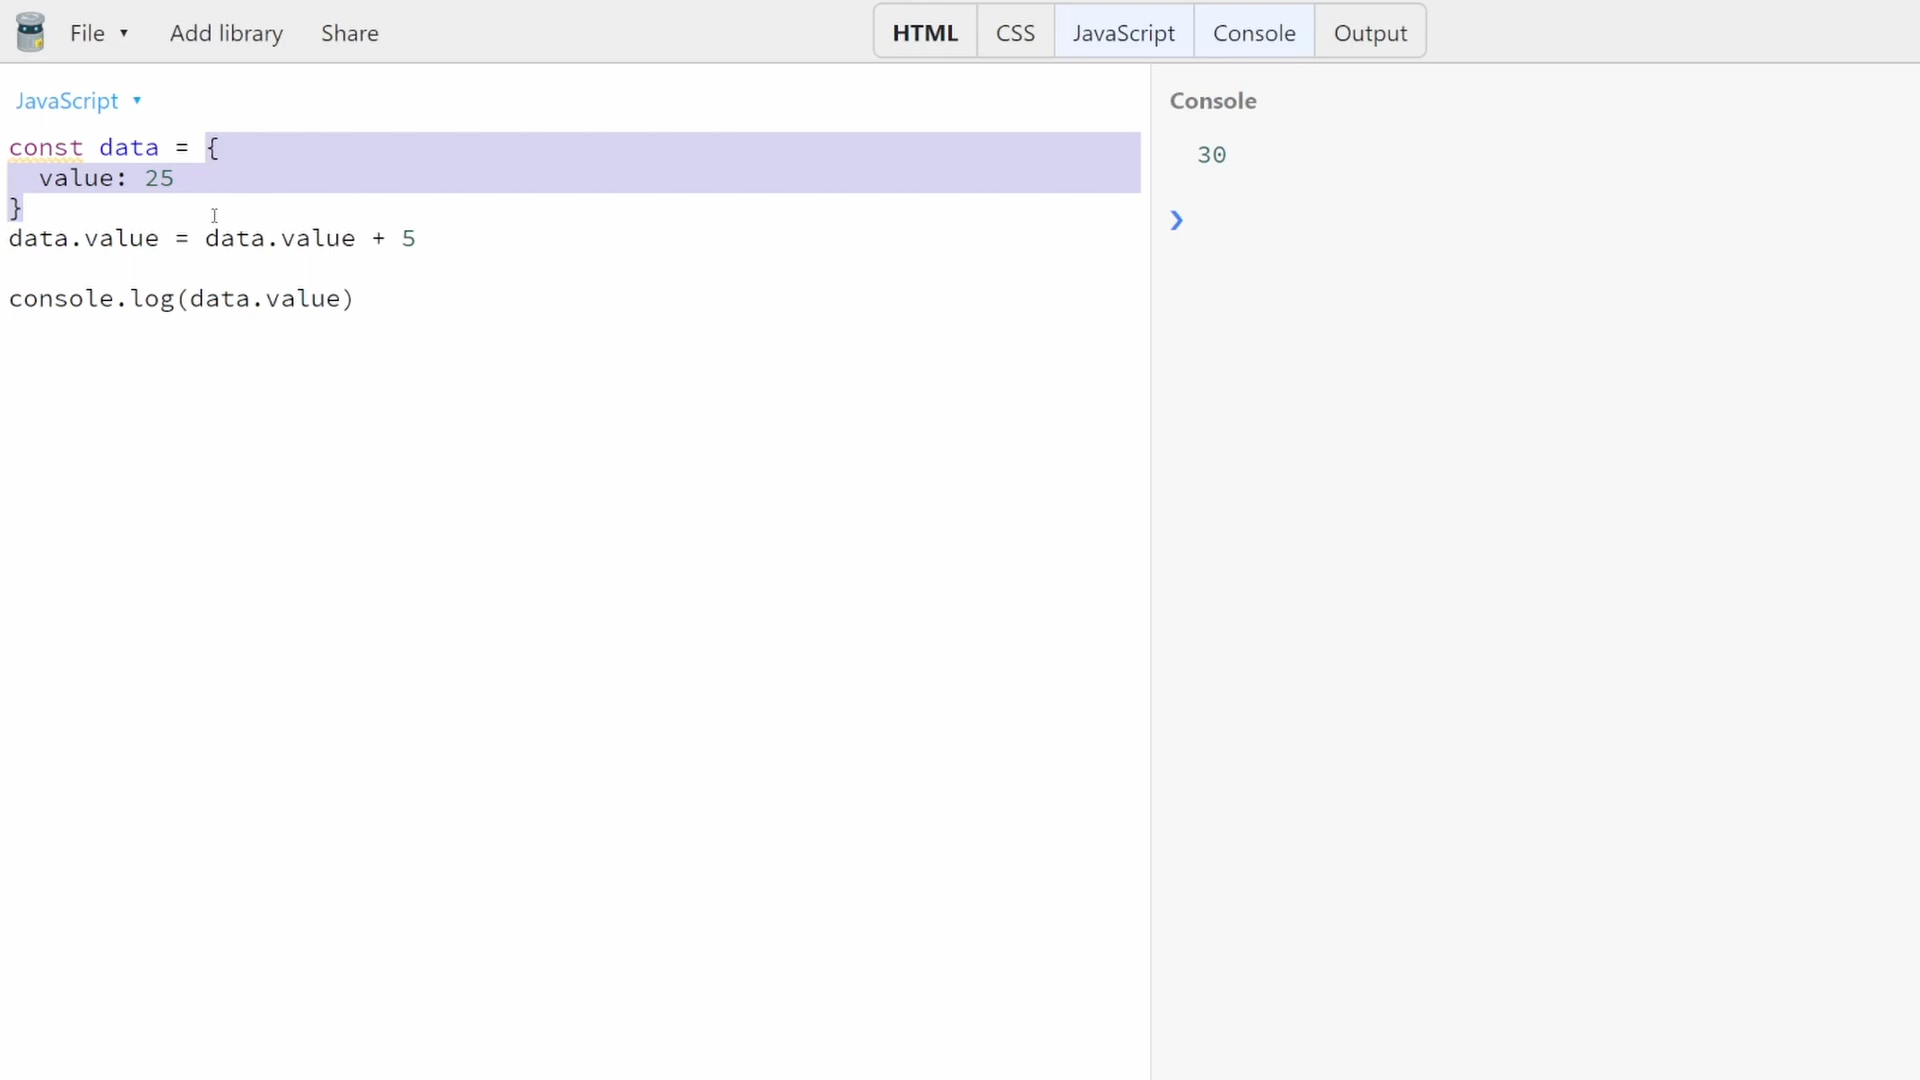 File ▼ Add library Share HTML CSS JavaScript Console Output
JavaScript ▼
const data = {
  value: 25
}
data.value = data.value + 5
console.log(data.value)
Console
30
❯